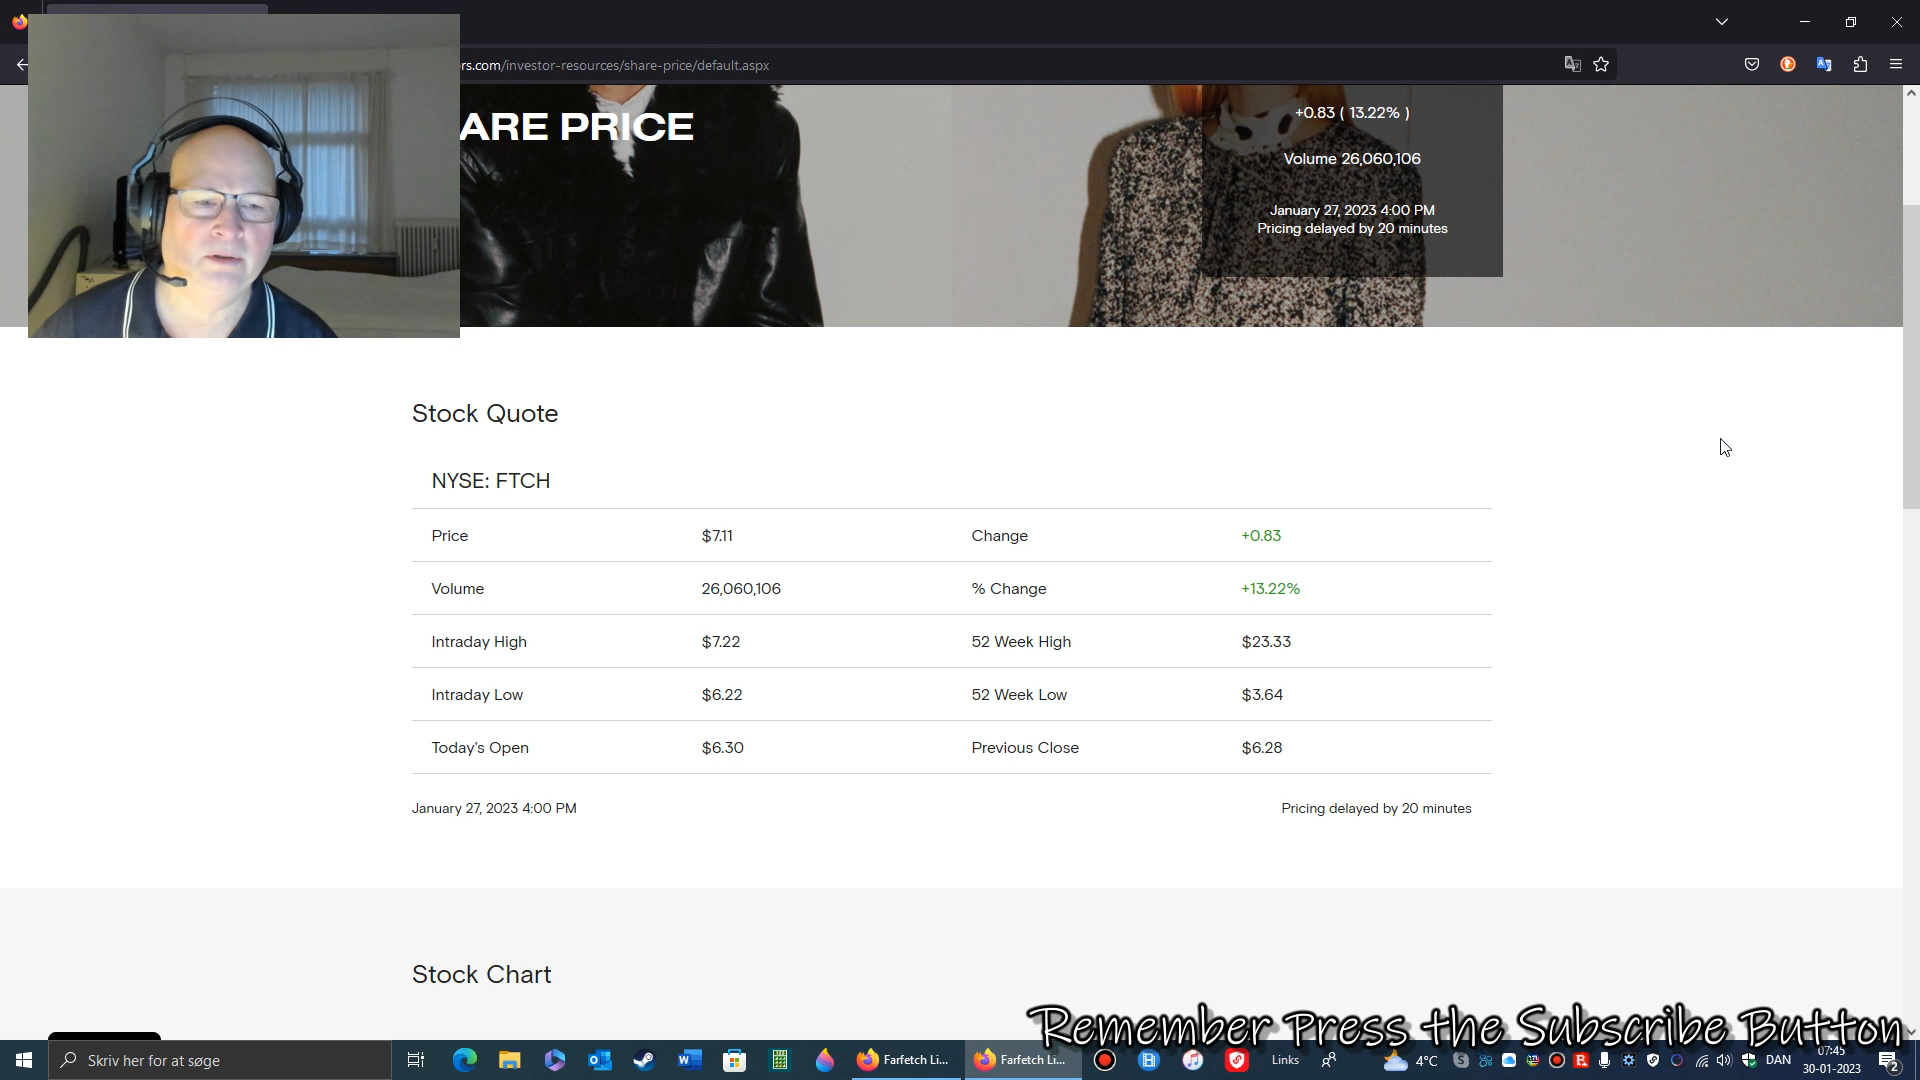 rs.com/investor-resources/share-price/default.aspx
ARE PRICE
+0.83 ( 13.22% )
Volume 26,060,106
January 27, 2023 4:00 PM
Pricing delayed by 20 minutes
Stock Quote
NYSE: FTCH
Price $7.11 Change +0.83
Volume 26,060,106 % Change +13.22%
Intraday High $7.22 52 Week High $23.33
Intraday Low $6.22 52 Week Low $3.64
Today's Open $6.30 Previous Close $6.28
January 27, 2023 4:00 PM Pricing delayed by 20 minutes
Stock Chart
Remember Press the Subscribe Button
Skriv her for at søge
Farfetch Li...
Farfetch Li...
Links
4°C
DAN
07:45
30-01-2023
2